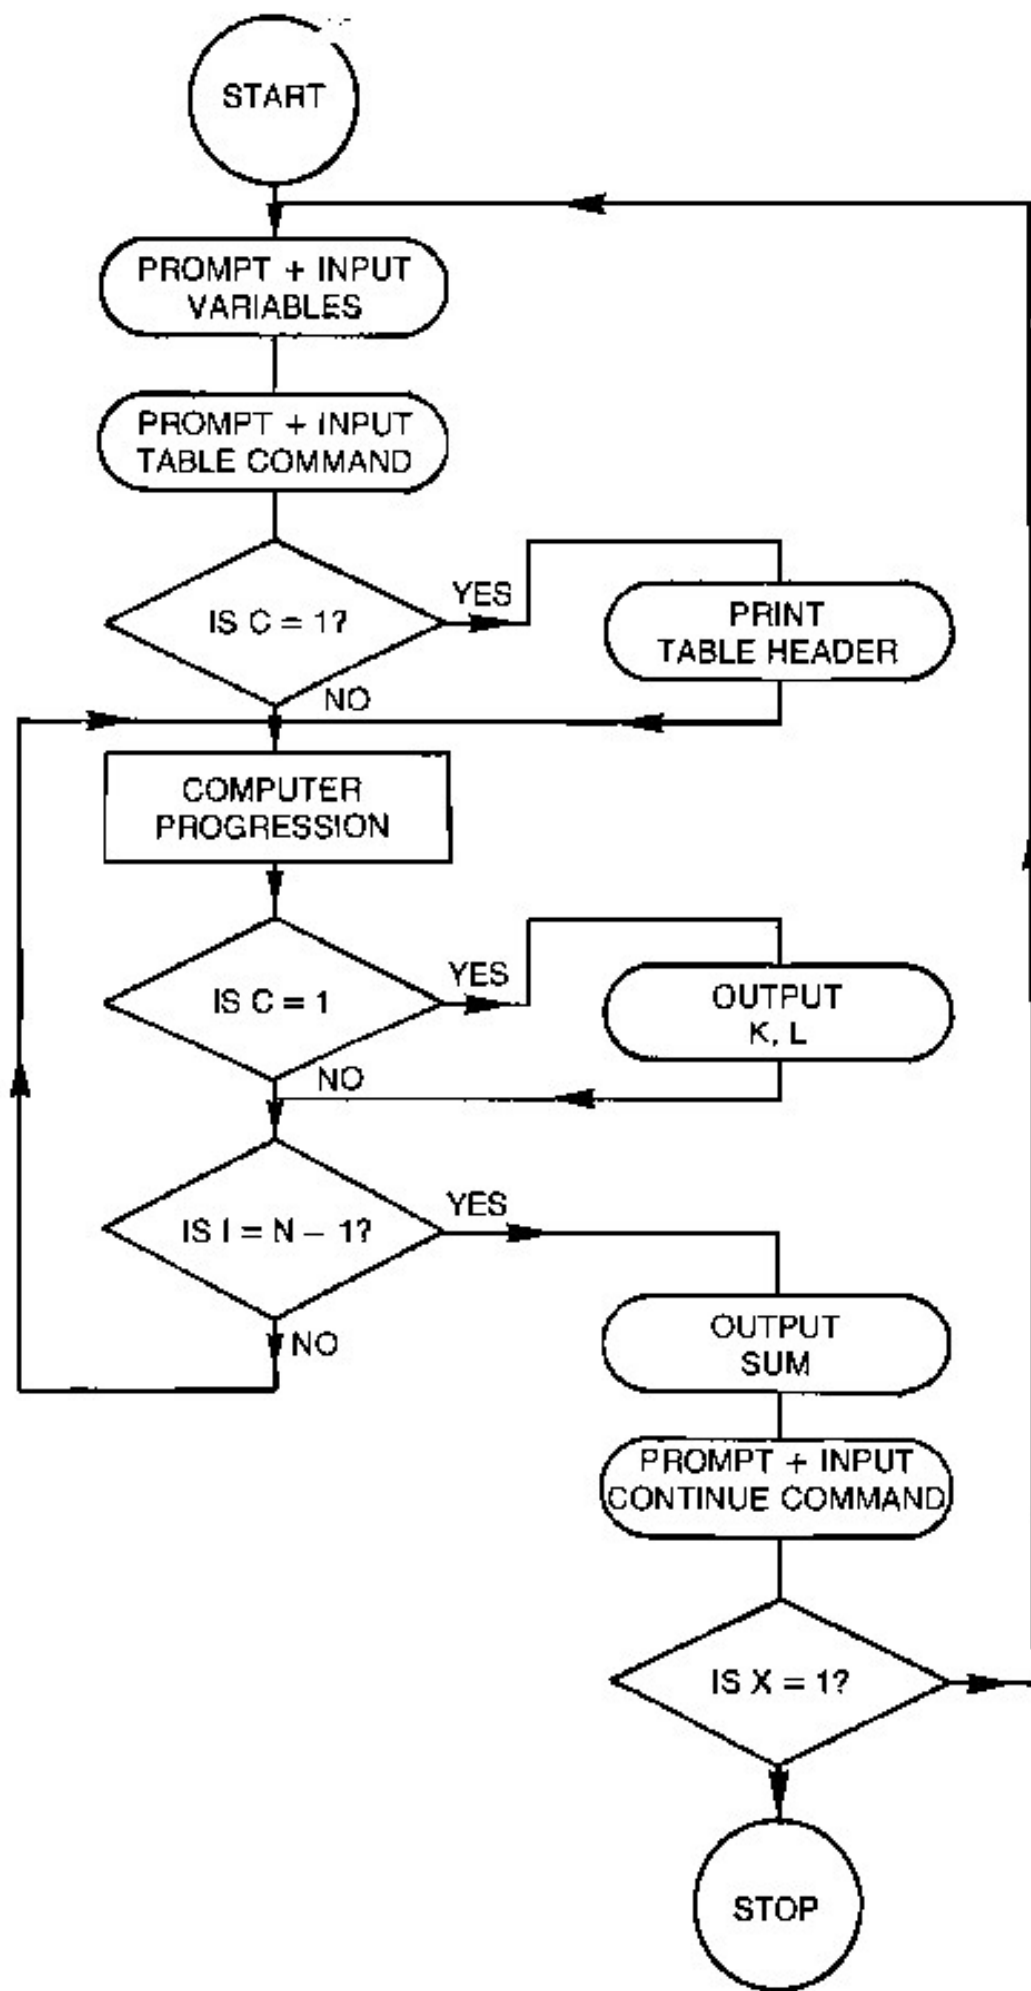 START
PROMPT + INPUT
VARIABLES
PROMPT + INPUT
TABLE COMMAND
IS C = 1?
YES
PRINT
TABLE HEADER
NO
COMPUTER
PROGRESSION
IS C = 1
YES
OUTPUT
K, L
NO
IS I = N – 1?
YES
NO
OUTPUT
SUM
PROMPT + INPUT
CONTINUE COMMAND
IS X = 1?
STOP